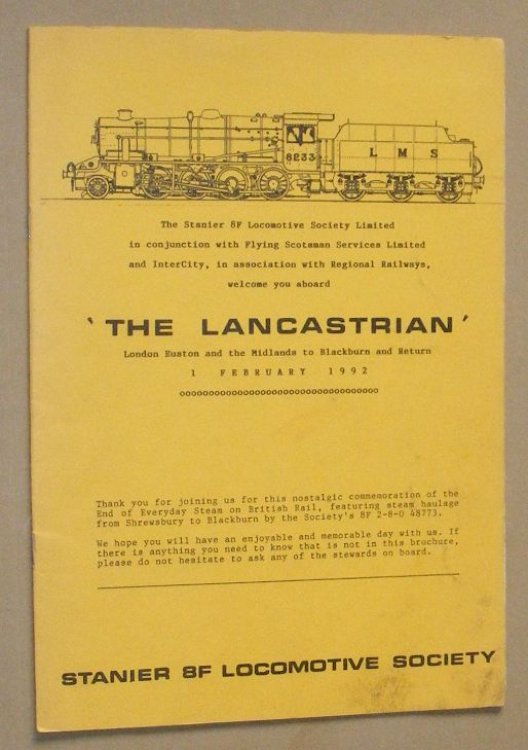 8233
L M S
The Stanier 8F Locomotive Society Limited
in conjunction with Flying Scotsman Services Limited
and InterCity, in association with Regional Railways,
welcome you aboard
'THE LANCASTRIAN'
London Euston and the Midlands to Blackburn and Return
1 FEBRUARY 1992
oooooooooooooooooooooooooooooooooo
Thank you for joining us for this nostalgic commemoration of the
End of Everyday Steam on British Rail, featuring steam haulage
from Shrewsbury to Blackburn by the Society's 8F 2-8-0 48773.
We hope you will have an enjoyable and memorable day with us. If
there is anything you need to know that is not in this brochure,
please do not hesitate to ask any of the stewards on board.
STANIER 8F LOCOMOTIVE SOCIETY